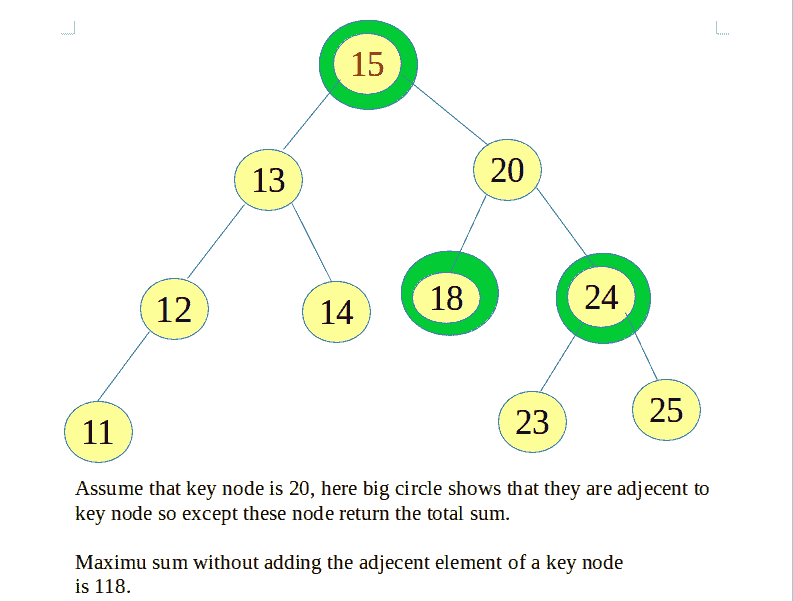 15
13
20
12
14
18
24
11
23
25
Assume that key node is 20, here big circle shows that they are adjecent to
key node so except these node return the total sum.
Maximu sum without adding the adjecent element of a key node
is 118.